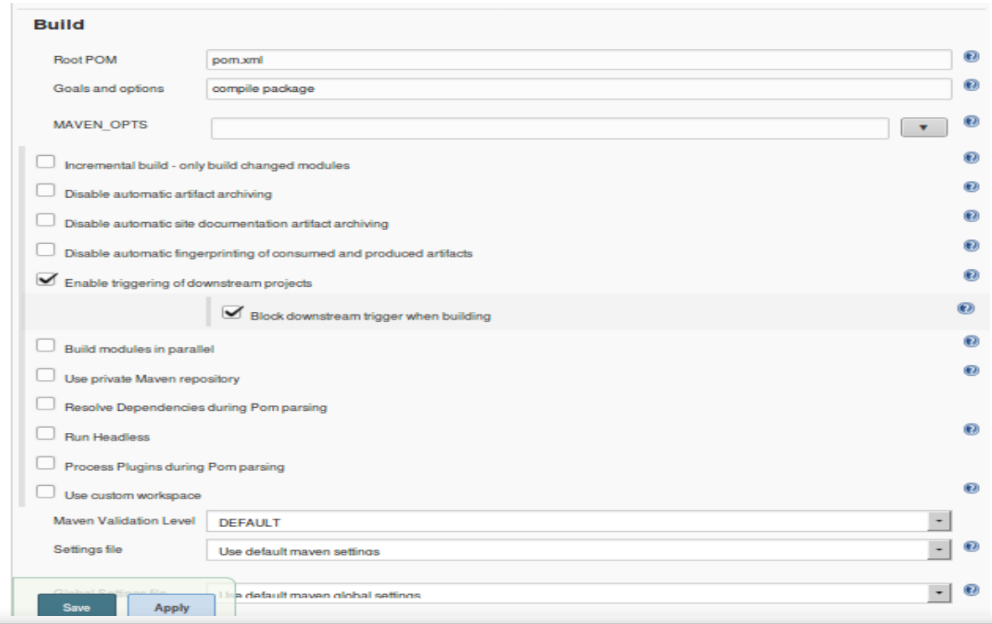 Build
Root POM pom.xml
Goals and options compile package
MAVEN_OPTS
Incremental build - only build changed modules
Disable automatic artifact archiving
Disable automatic site documentation artifact archiving
Disable automatic fingerprinting of consumed and produced artifacts
Enable triggering of downstream projects
Block downstream trigger when building
Build modules in parallel
Use private Maven repository
Resolve Dependencies during Pom parsing
Run Headless
Process Plugins during Pom parsing
Use custom workspace
Maven Validation Level DEFAULT
Settings file Use default maven settings
Global Settings file Use default maven global settings
Save Apply